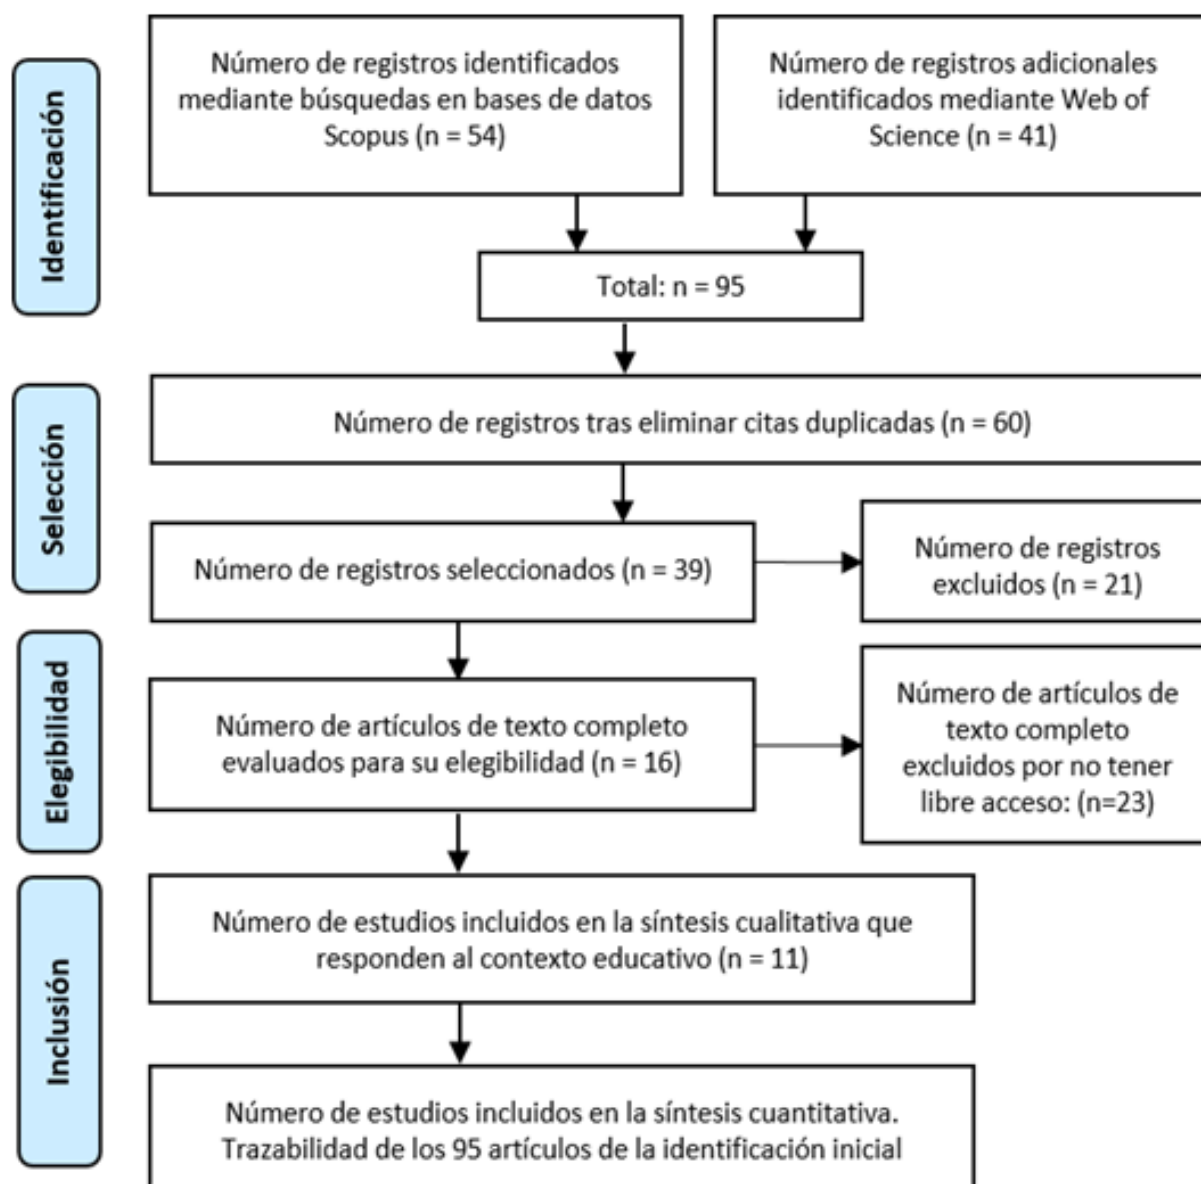 Identificación
Número de registros identificados
mediante búsquedas en bases de datos
Scopus (n = 54)
Número de registros adicionales
identificados mediante Web of
Science (n = 41)
Total: n = 95
Selección
Número de registros tras eliminar citas duplicadas (n = 60)
Número de registros seleccionados (n = 39)
Número de registros
excluidos (n = 21)
Elegibilidad
Número de artículos de texto completo
evaluados para su elegibilidad (n = 16)
Número de artículos de
texto completo
excluidos por no tener
libre acceso: (n=23)
Inclusión
Número de estudios incluidos en la síntesis cualitativa que
responden al contexto educativo (n = 11)
Número de estudios incluidos en la síntesis cuantitativa.
Trazabilidad de los 95 artículos de la identificación inicial